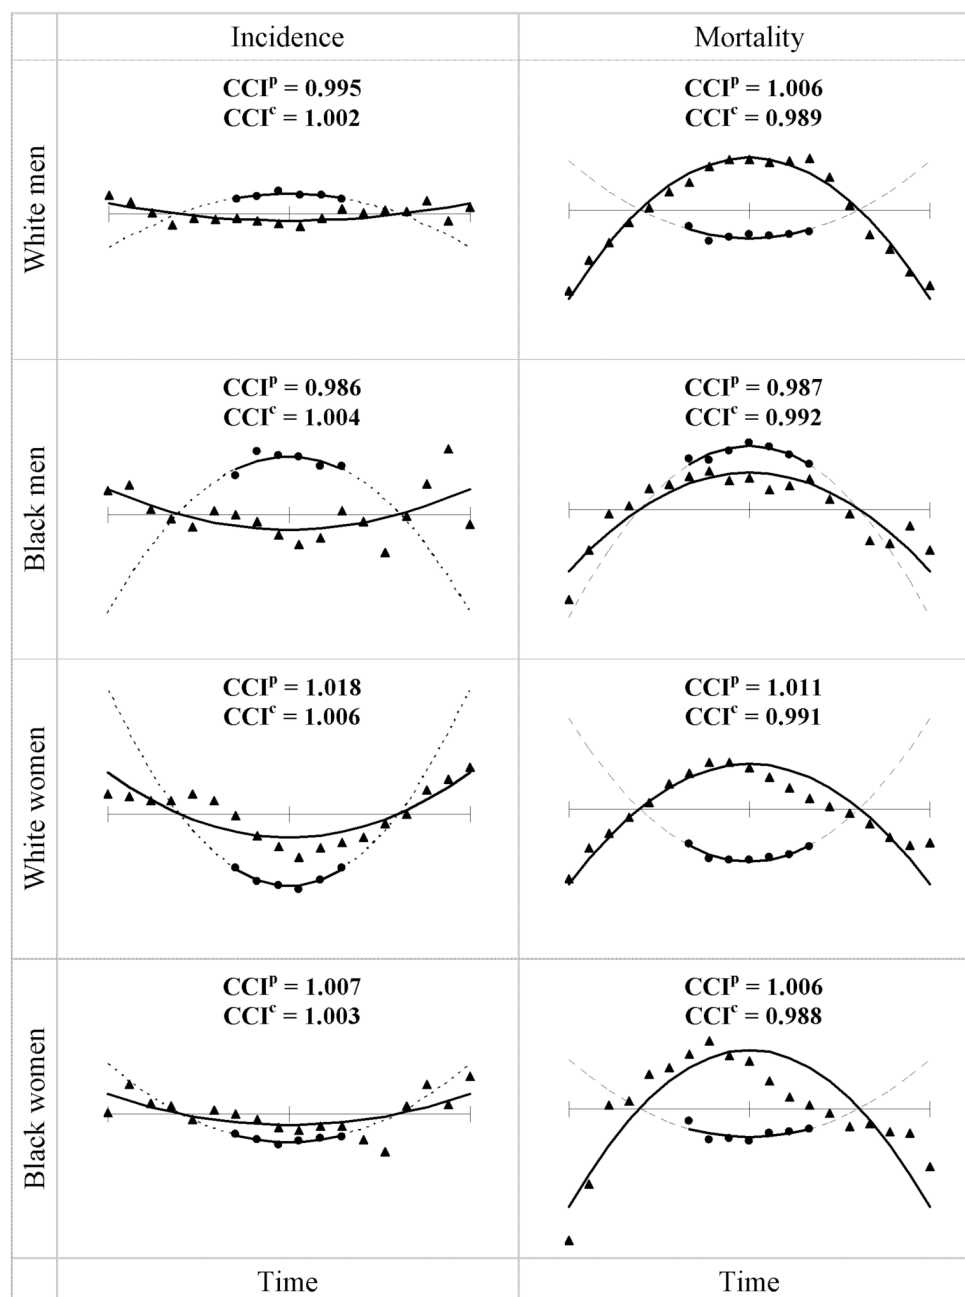 Incidence
Mortality
White men
CCIᵖ = 0.995
CCIᶜ = 1.002
CCIᵖ = 1.006
CCIᶜ = 0.989
Black men
CCIᵖ = 0.986
CCIᶜ = 1.004
CCIᵖ = 0.987
CCIᶜ = 0.992
White women
CCIᵖ = 1.018
CCIᶜ = 1.006
CCIᵖ = 1.011
CCIᶜ = 0.991
Black women
CCIᵖ = 1.007
CCIᶜ = 1.003
CCIᵖ = 1.006
CCIᶜ = 0.988
Time
Time